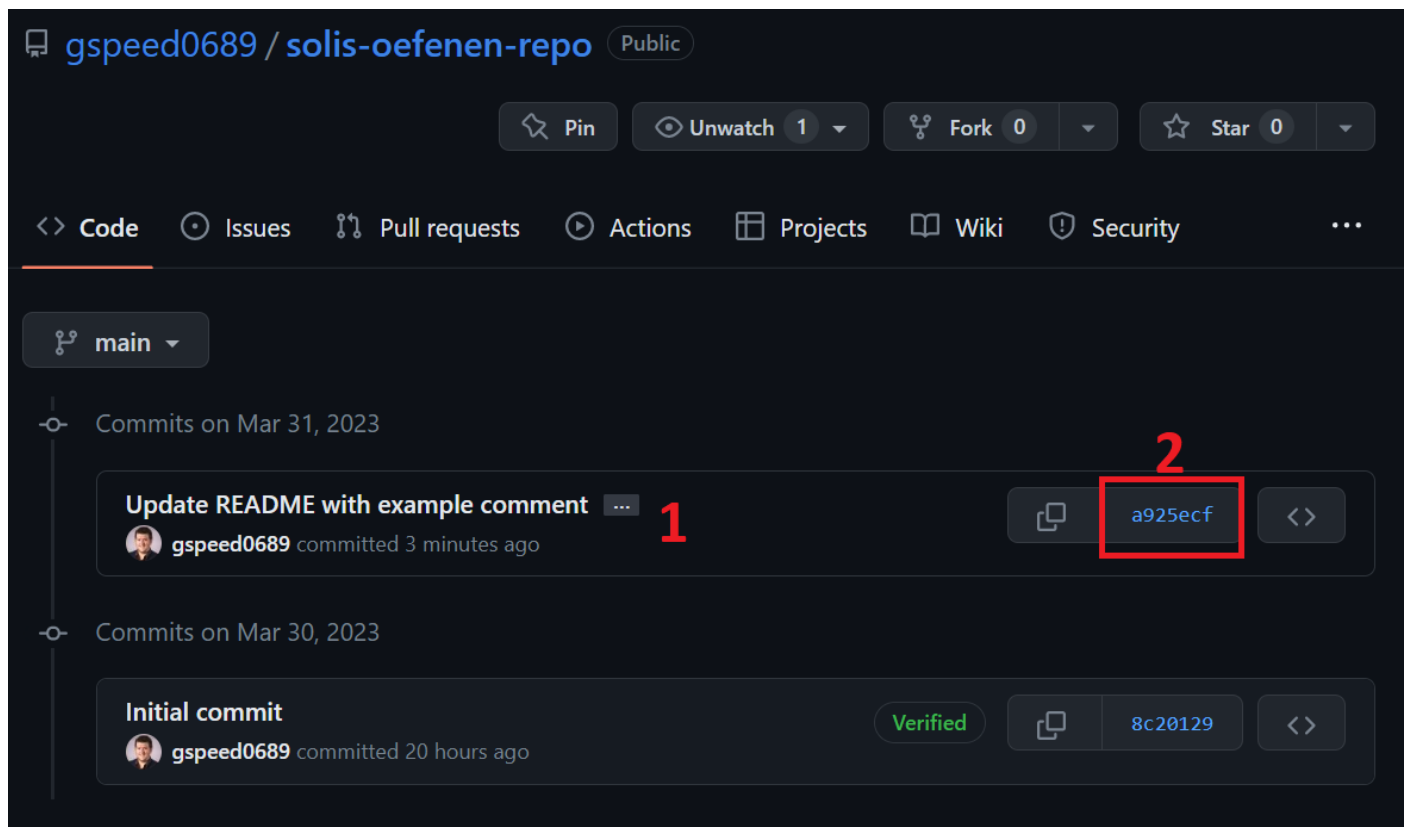 gspeed0689 / solis-oefenen-repo Public
Pin Unwatch 1 Fork 0 Star 0
<> Code Issues Pull requests Actions Projects Wiki Security ...
main
Commits on Mar 31, 2023
2
Update README with example comment ...
1
a925ecf <>
gspeed0689 committed 3 minutes ago
Commits on Mar 30, 2023
Initial commit
Verified 8c20129 <>
gspeed0689 committed 20 hours ago